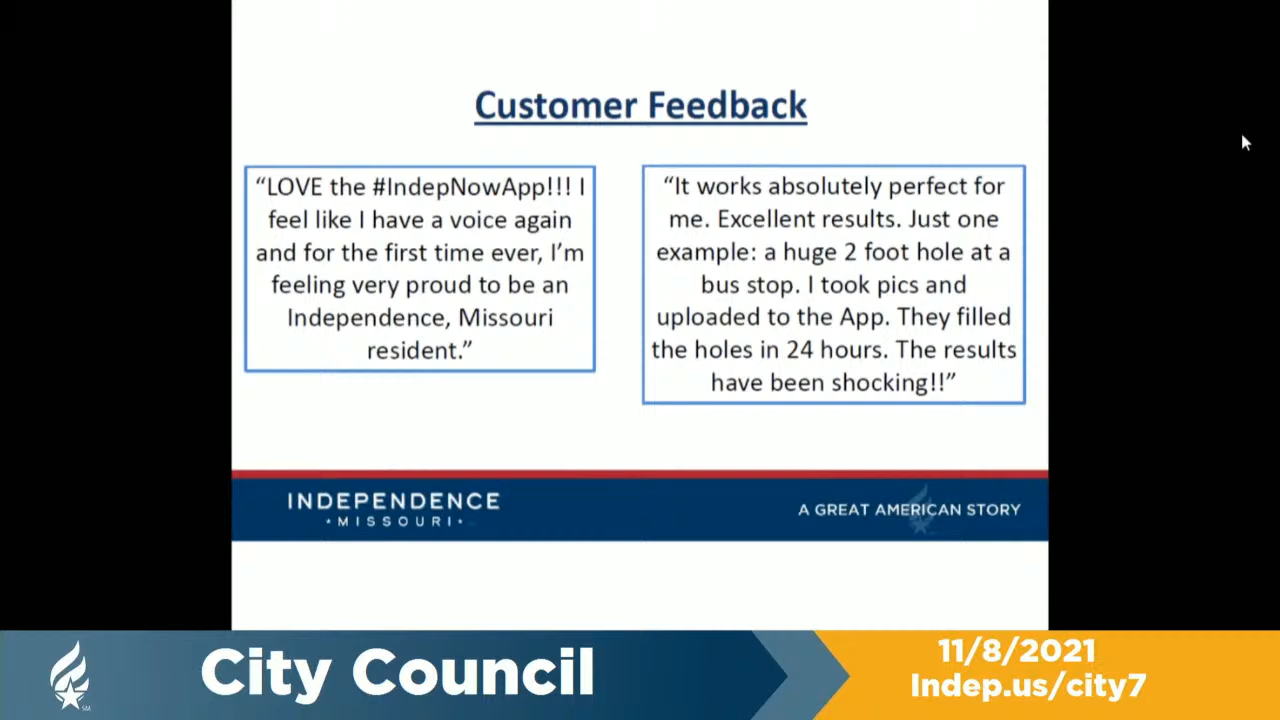 Customer Feedback
“LOVE the #IndepNowApp!!! I
feel like I have a voice again
and for the first time ever, I’m
feeling very proud to be an
Independence, Missouri
resident.”
“It works absolutely perfect for
me. Excellent results. Just one
example: a huge 2 foot hole at a
bus stop. I took pics and
uploaded to the App. They filled
the holes in 24 hours. The results
have been shocking!!”
INDEPENDENCE
•MISSOURI•
A GREAT AMERICAN STORY
City Council
11/8/2021
Indep.us/city7
SM